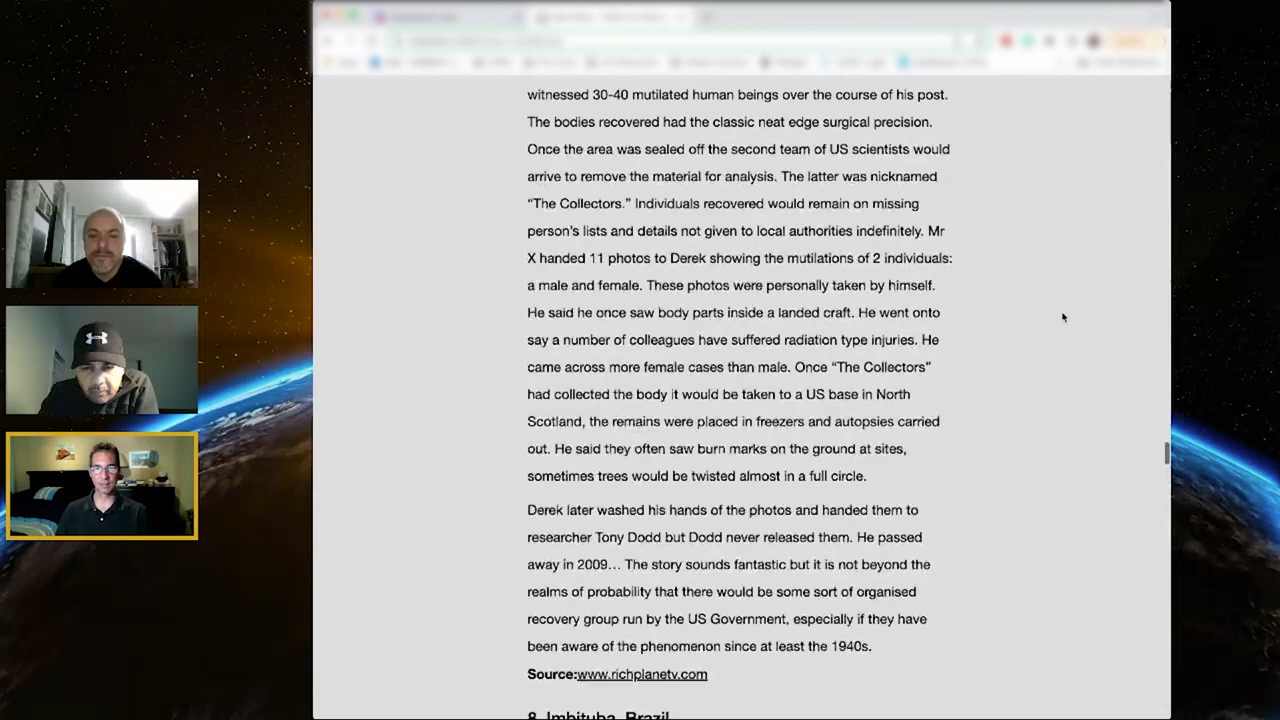 witnessed 30-40 mutilated human beings over the course of his post.
The bodies recovered had the classic neat edge surgical precision.
Once the area was sealed off the second team of US scientists would
arrive to remove the material for analysis. The latter was nicknamed
“The Collectors.” Individuals recovered would remain on missing
person’s lists and details not given to local authorities indefinitely. Mr
X handed 11 photos to Derek showing the mutilations of 2 individuals:
a male and female. These photos were personally taken by himself.
He said he once saw body parts inside a landed craft. He went onto
say a number of colleagues have suffered radiation type injuries. He
came across more female cases than male. Once “The Collectors”
had collected the body it would be taken to a US base in North
Scotland, the remains were placed in freezers and autopsies carried
out. He said they often saw burn marks on the ground at sites,
sometimes trees would be twisted almost in a full circle.
Derek later washed his hands of the photos and handed them to
researcher Tony Dodd but Dodd never released them. He passed
away in 2009… The story sounds fantastic but it is not beyond the
realms of probability that there would be some sort of organised
recovery group run by the US Government, especially if they have
been aware of the phenomenon since at least the 1940s.
Source:www.richplanetv.com
8. Imbituba, Brazil